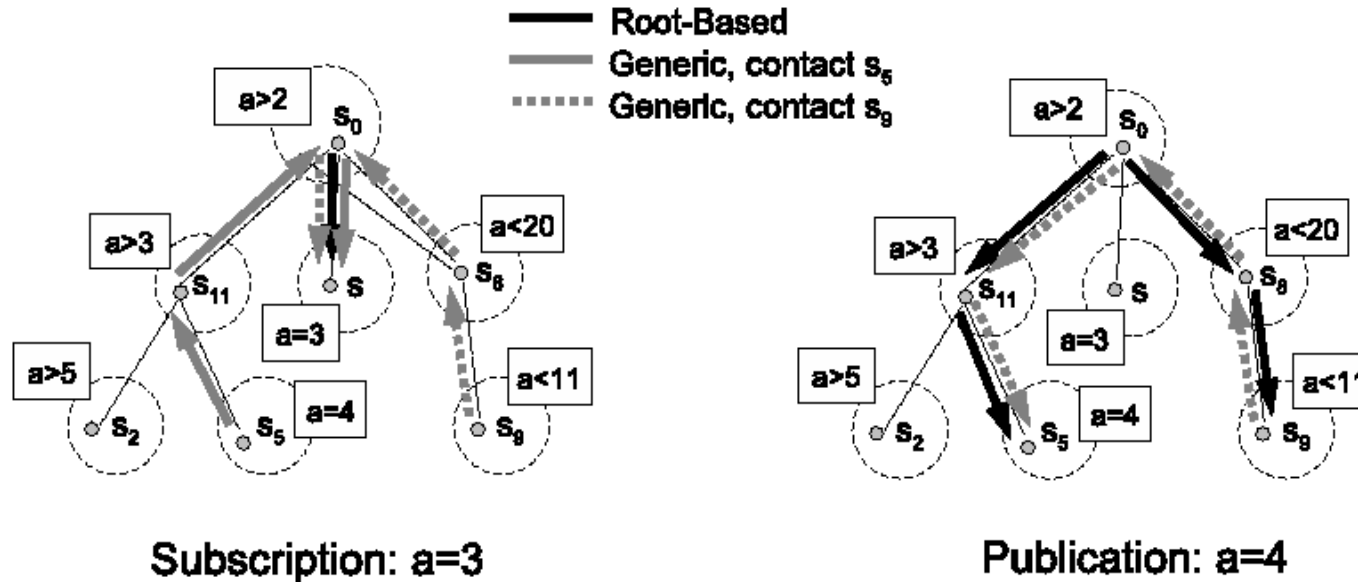 Root-Based
Generic, contact s5
Generic, contact s9
a>2
s0
a>3
s11
s
a<20
s8
a=3
a>5
s2
s5
a=4
a<11
s9
Subscription: a=3
a>2
s0
a>3
s11
s
a<20
s8
a=3
a>5
s2
s5
a=4
a<11
s9
Publication: a=4